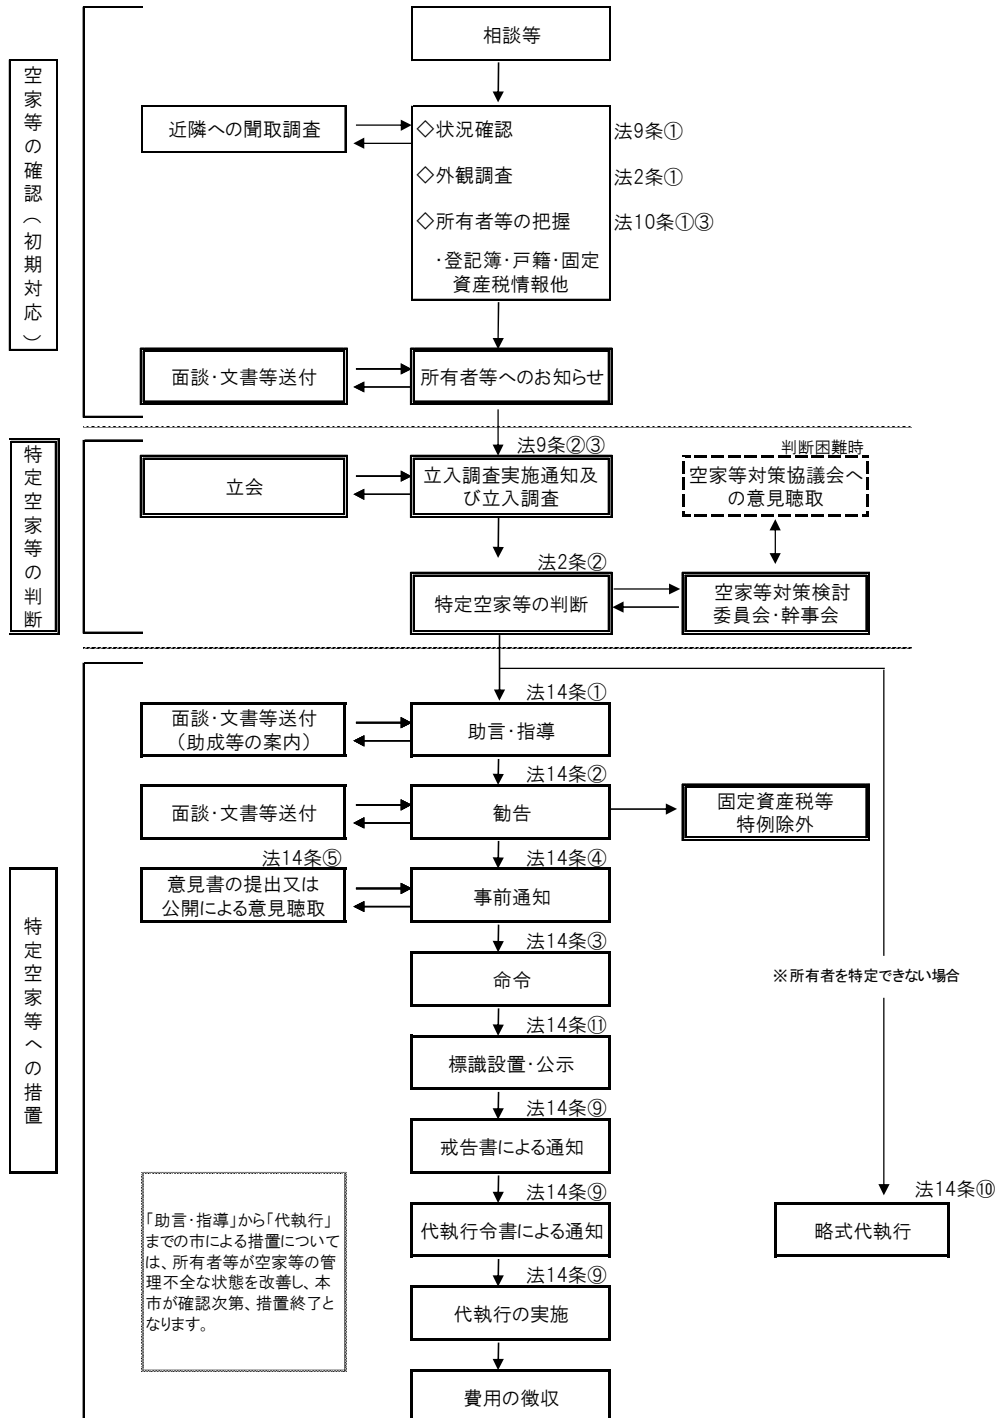 空家等の確認（初期対応）
相談等
近隣への聞取調査
◇状況確認
法9条①
◇外観調査
法2条①
◇所有者等の把握
法10条①③
・登記簿・戸籍・固定
資産税情報他
面談・文書等送付
所有者等へのお知らせ
特定空家等の判断
法9条②③
立会
立入調査実施通知及
び立入調査
判断困難時
空家等対策協議会へ
の意見聴取
法2条②
特定空家等の判断
空家等対策検討
委員会・幹事会
特定空家等への措置
法14条①
面談・文書等送付
（助成等の案内）
助言・指導
法14条②
面談・文書等送付
勧告
固定資産税等
特例除外
法14条⑤
意見書の提出又は
公開による意見聴取
法14条④
事前通知
法14条③
命令
※所有者を特定できない場合
法14条⑪
標識設置・公示
法14条⑨
戒告書による通知
法14条⑨
代執行令書による通知
法14条⑩
略式代執行
「助言・指導」から「代執行」
までの市による措置について
は、所有者等が空家等の管
理不全な状態を改善し、本
市が確認次第、措置終了と
なります。
法14条⑨
代執行の実施
費用の徴収